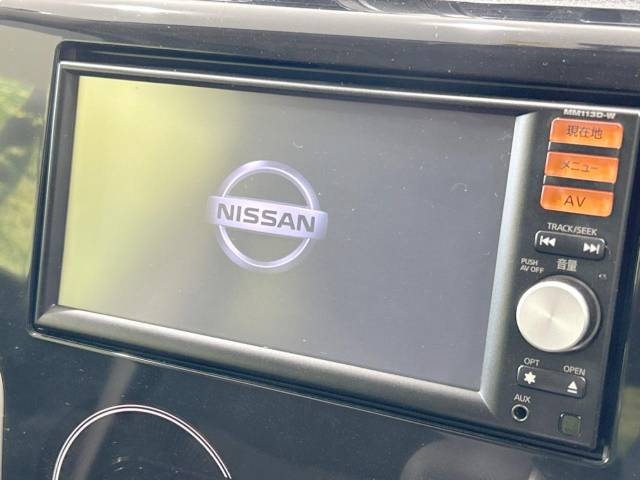 MM113D-W
現在地
メニュー
AV
TRACK/SEEK
NISSAN
PUSH
AV OFF
音量
OPT
OPEN
AUX